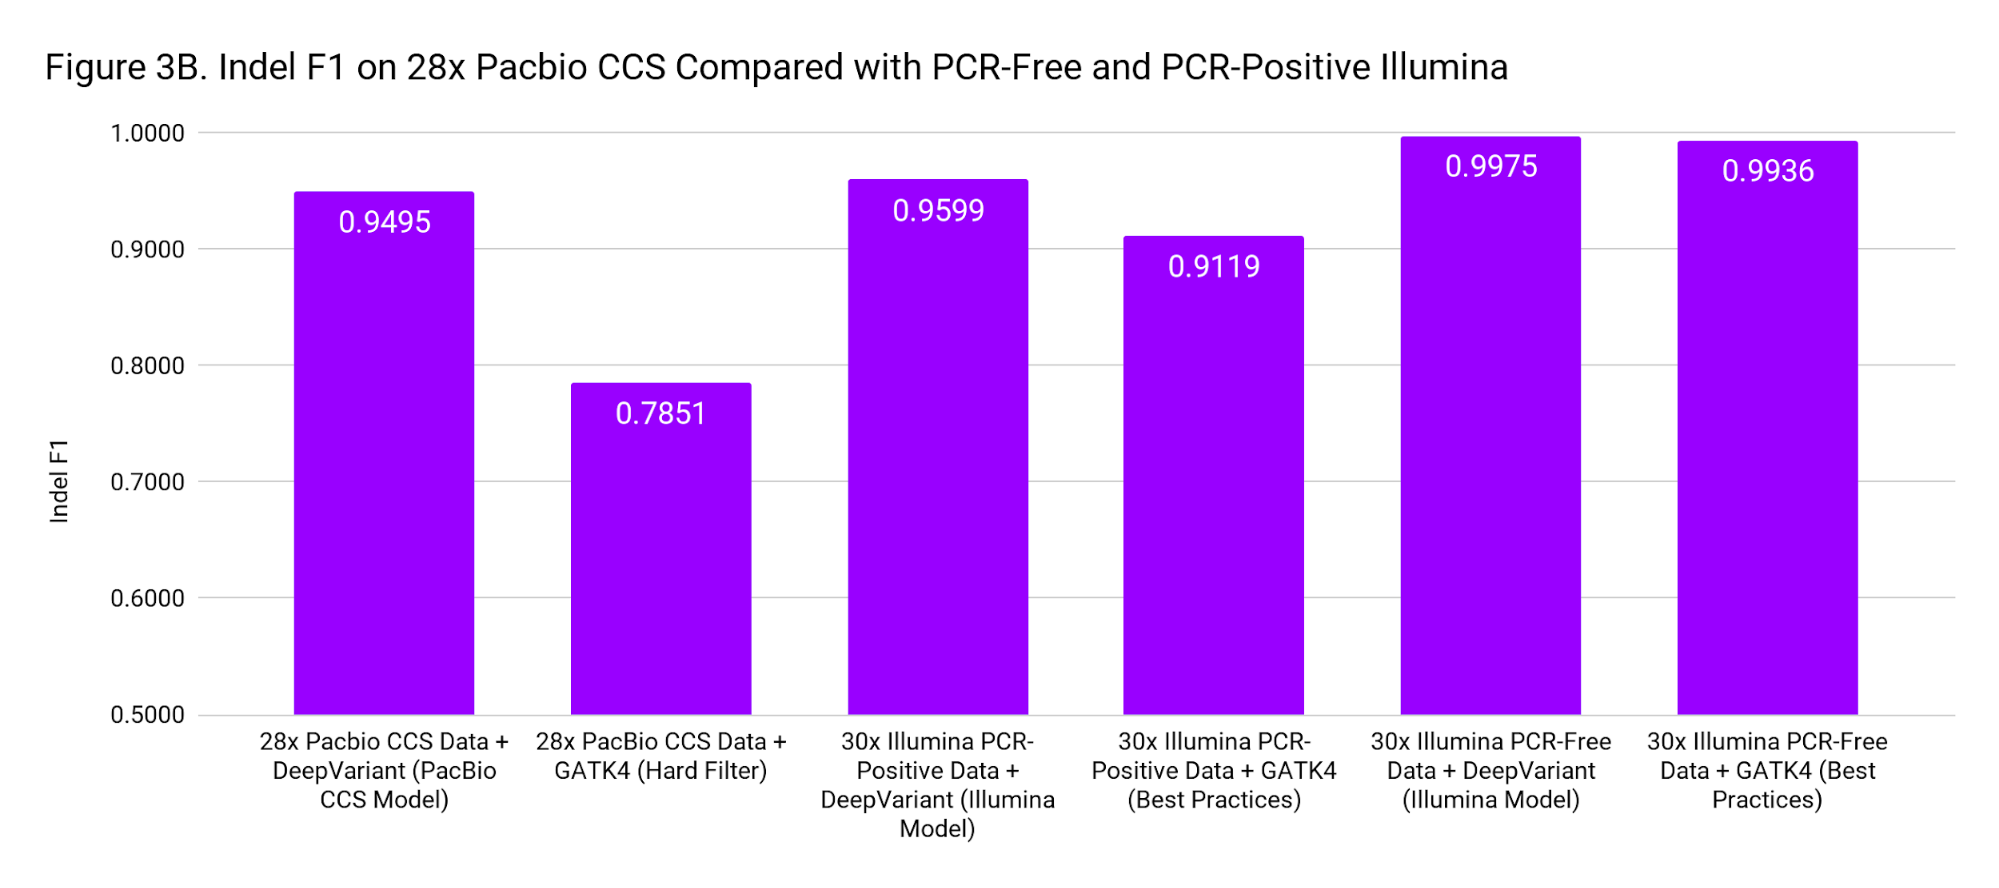 Figure 3B. Indel F1 on 28x Pacbio CCS Compared with PCR-Free and PCR-Positive Illumina
1.0000
0.9000
0.8000
0.7000
0.6000
0.5000
Indel F1
0.9495
0.7851
0.9599
0.9119
0.9975
0.9936
28x Pacbio CCS Data +
DeepVariant (PacBio
CCS Model)
28x PacBio CCS Data +
GATK4 (Hard Filter)
30x Illumina PCR-
Positive Data +
DeepVariant (Illumina
Model)
30x Illumina PCR-
Positive Data + GATK4
(Best Practices)
30x Illumina PCR-Free
Data + DeepVariant
(Illumina Model)
30x Illumina PCR-Free
Data + GATK4 (Best
Practices)